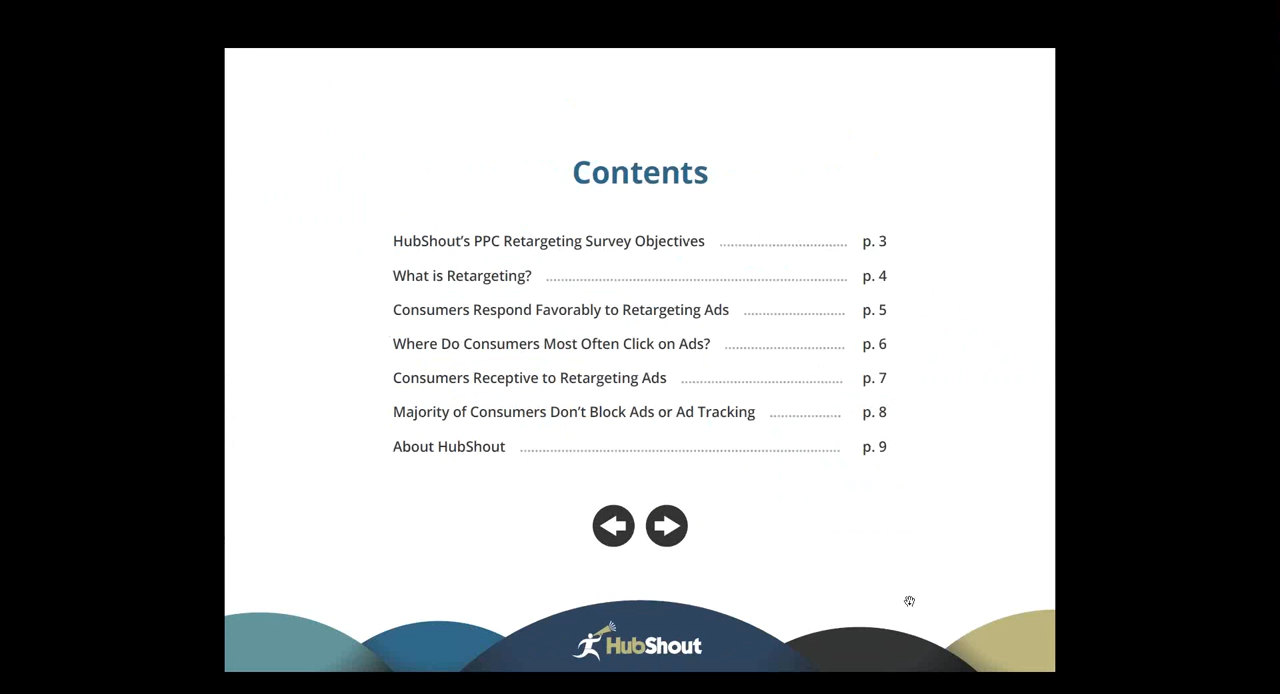 Contents
HubShout’s PPC Retargeting Survey Objectives ................................ p. 3
What is Retargeting? ................................ p. 4
Consumers Respond Favorably to Retargeting Ads ................................ p. 5
Where Do Consumers Most Often Click on Ads? ................................ p. 6
Consumers Receptive to Retargeting Ads ................................ p. 7
Majority of Consumers Don’t Block Ads or Ad Tracking ................................ p. 8
About HubShout ................................ p. 9
HubShout